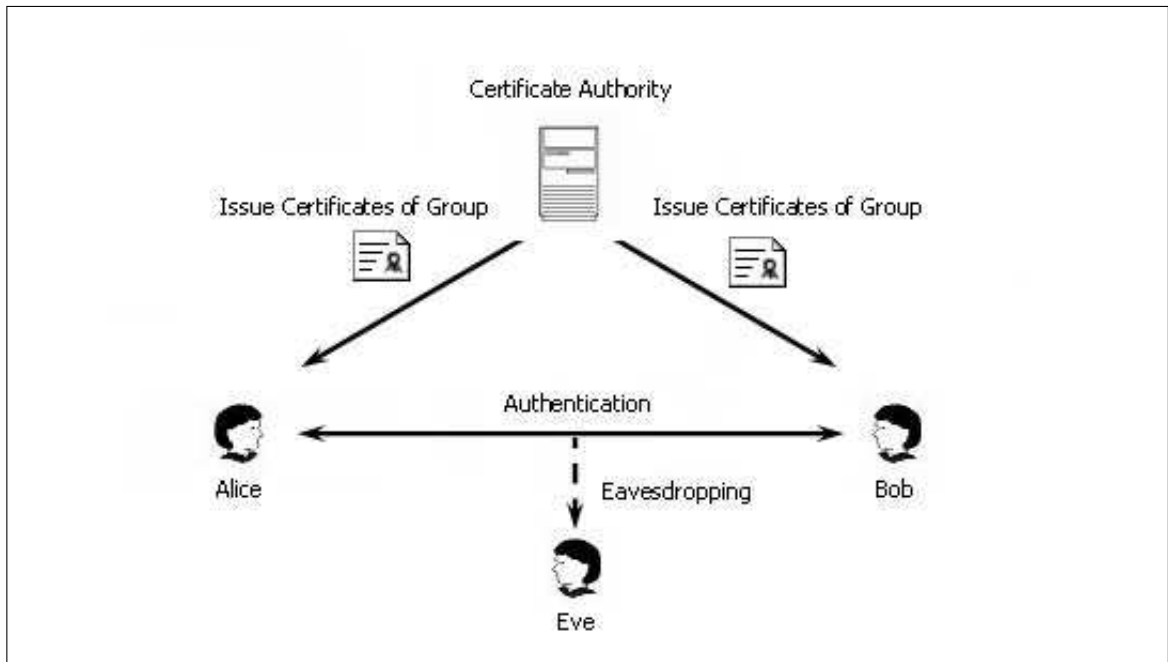 Certificate Authority
Issue Certificates of Group
Issue Certificates of Group
Authentication
Alice
Eavesdropping
Bob
Eve